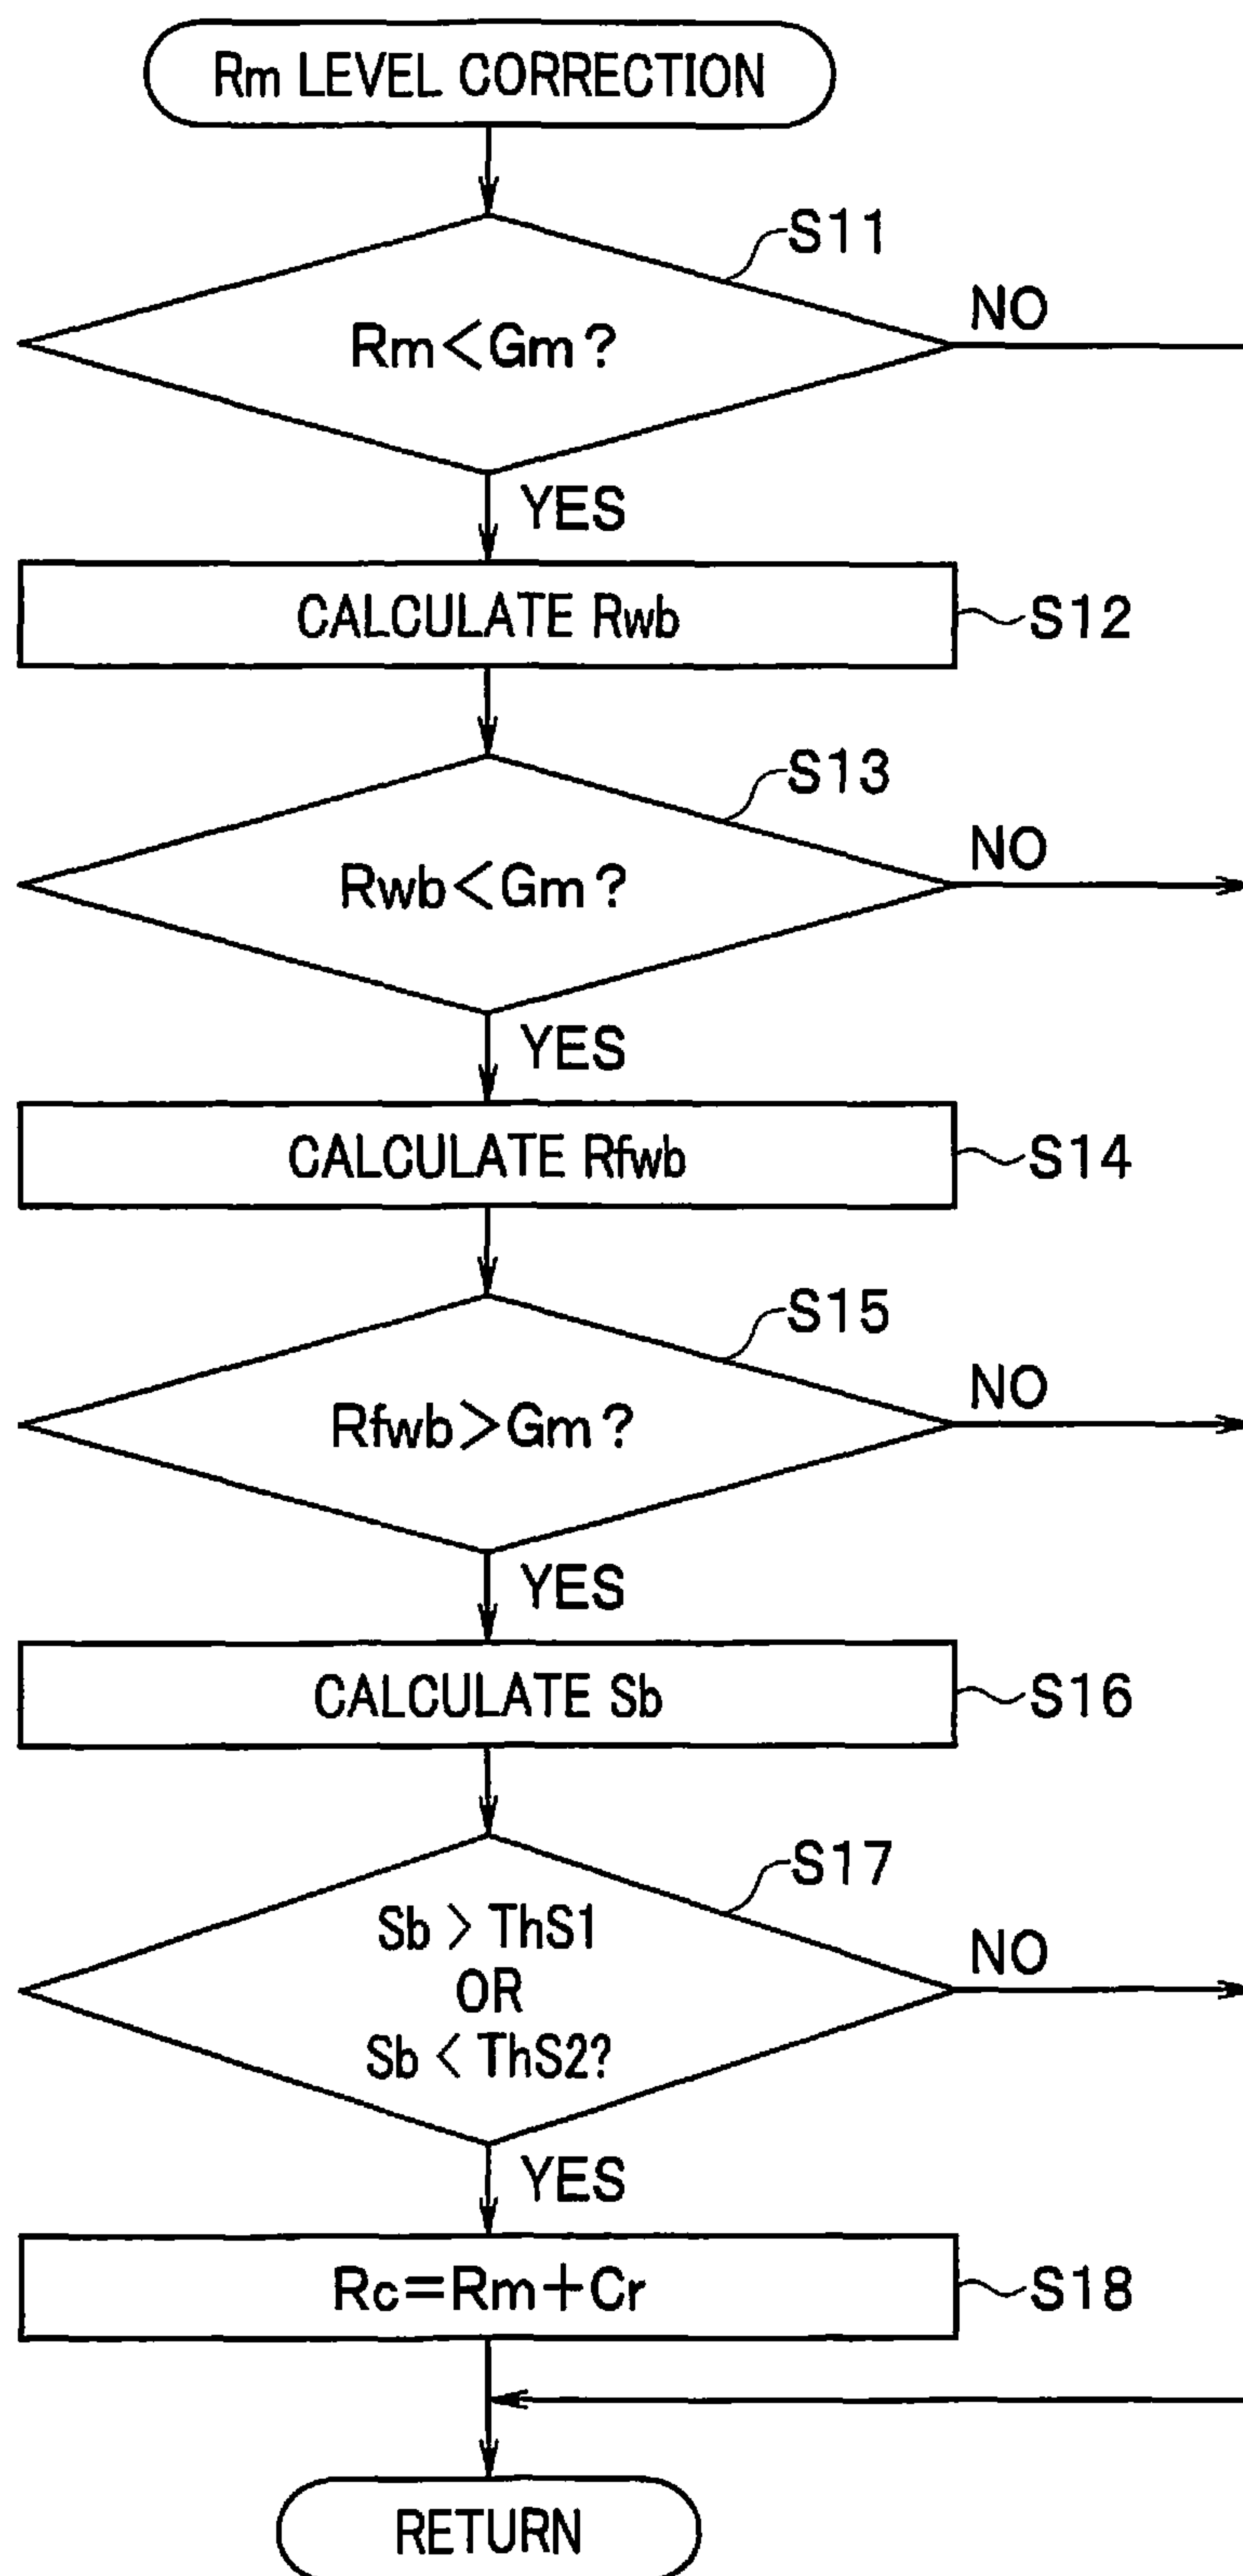 Rm LEVEL CORRECTION
S11
Rm<Gm?
NO
YES
CALCULATE Rwb
S12
S13
Rwb<Gm?
NO
YES
CALCULATE Rfwb
S14
S15
Rfwb>Gm?
NO
YES
CALCULATE Sb
S16
S17
Sb > ThS1
OR
Sb < ThS2?
NO
YES
Rc=Rm+Cr
S18
RETURN